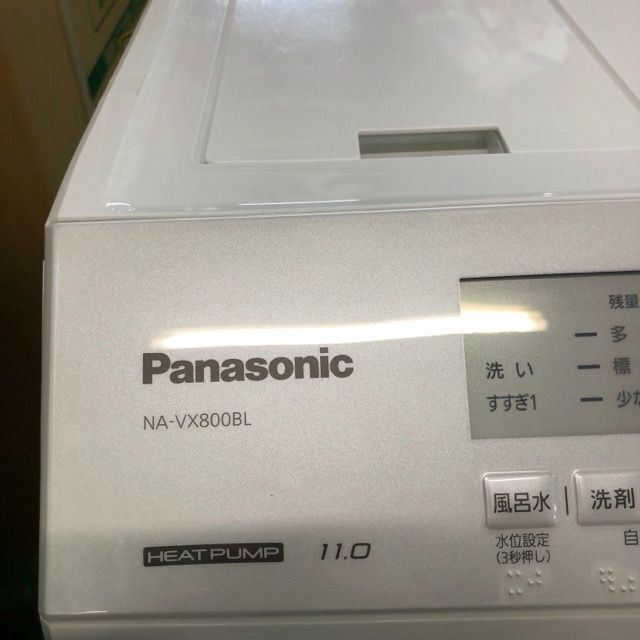 Panasonic
NA-VX800BL
HEAT PUMP 11.0
残量
多
洗い 標
すすぎ1
風呂水 洗剤
水位設定
(3秒押し)
自